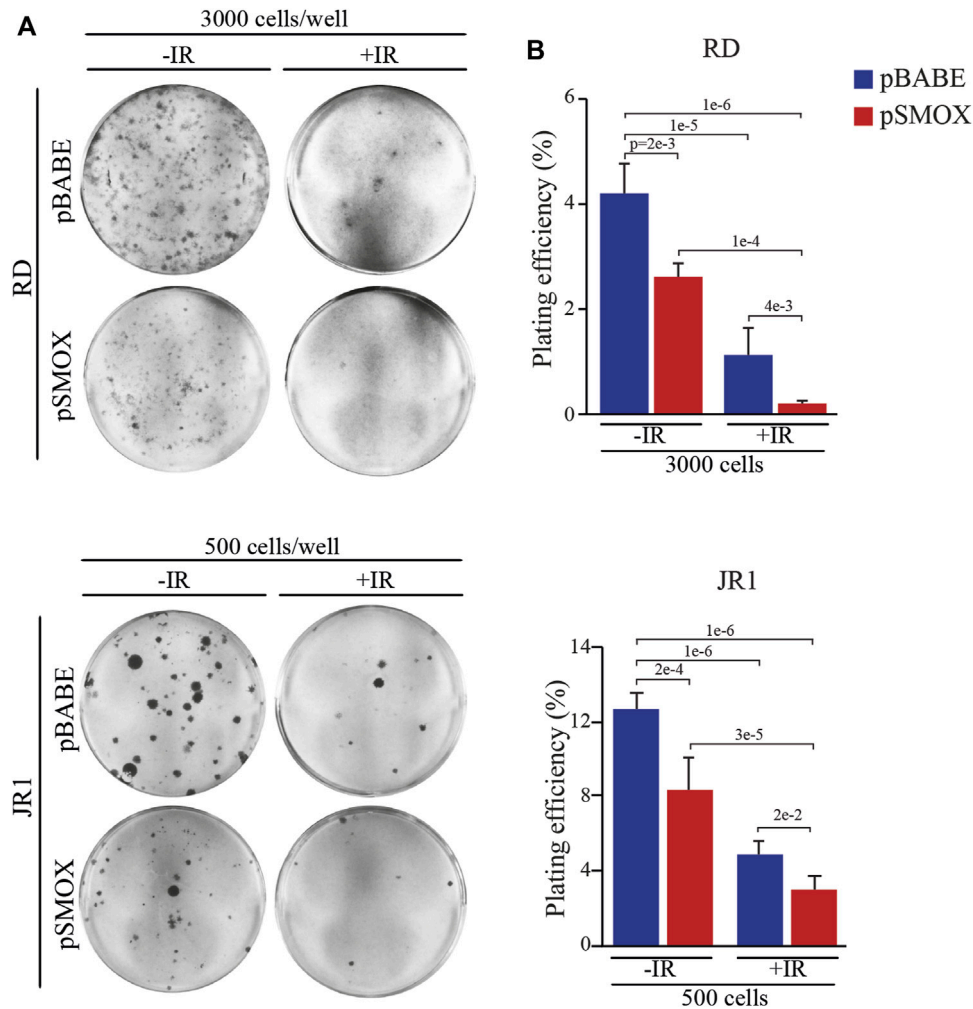 A
3000 cells/well
-IR
+IR
RD
pBABE
pSMOX
500 cells/well
-IR
+IR
JR1
pBABE
pSMOX
B
RD
pBABE
pSMOX
Plating efficiency (%)
6
4
2
0
1e-6
1e-5
p=2e-3
1e-4
4e-3
-IR
+IR
3000 cells
JR1
Plating efficiency (%)
14
12
8
4
0
1e-6
1e-6
2e-4
3e-5
2e-2
-IR
+IR
500 cells